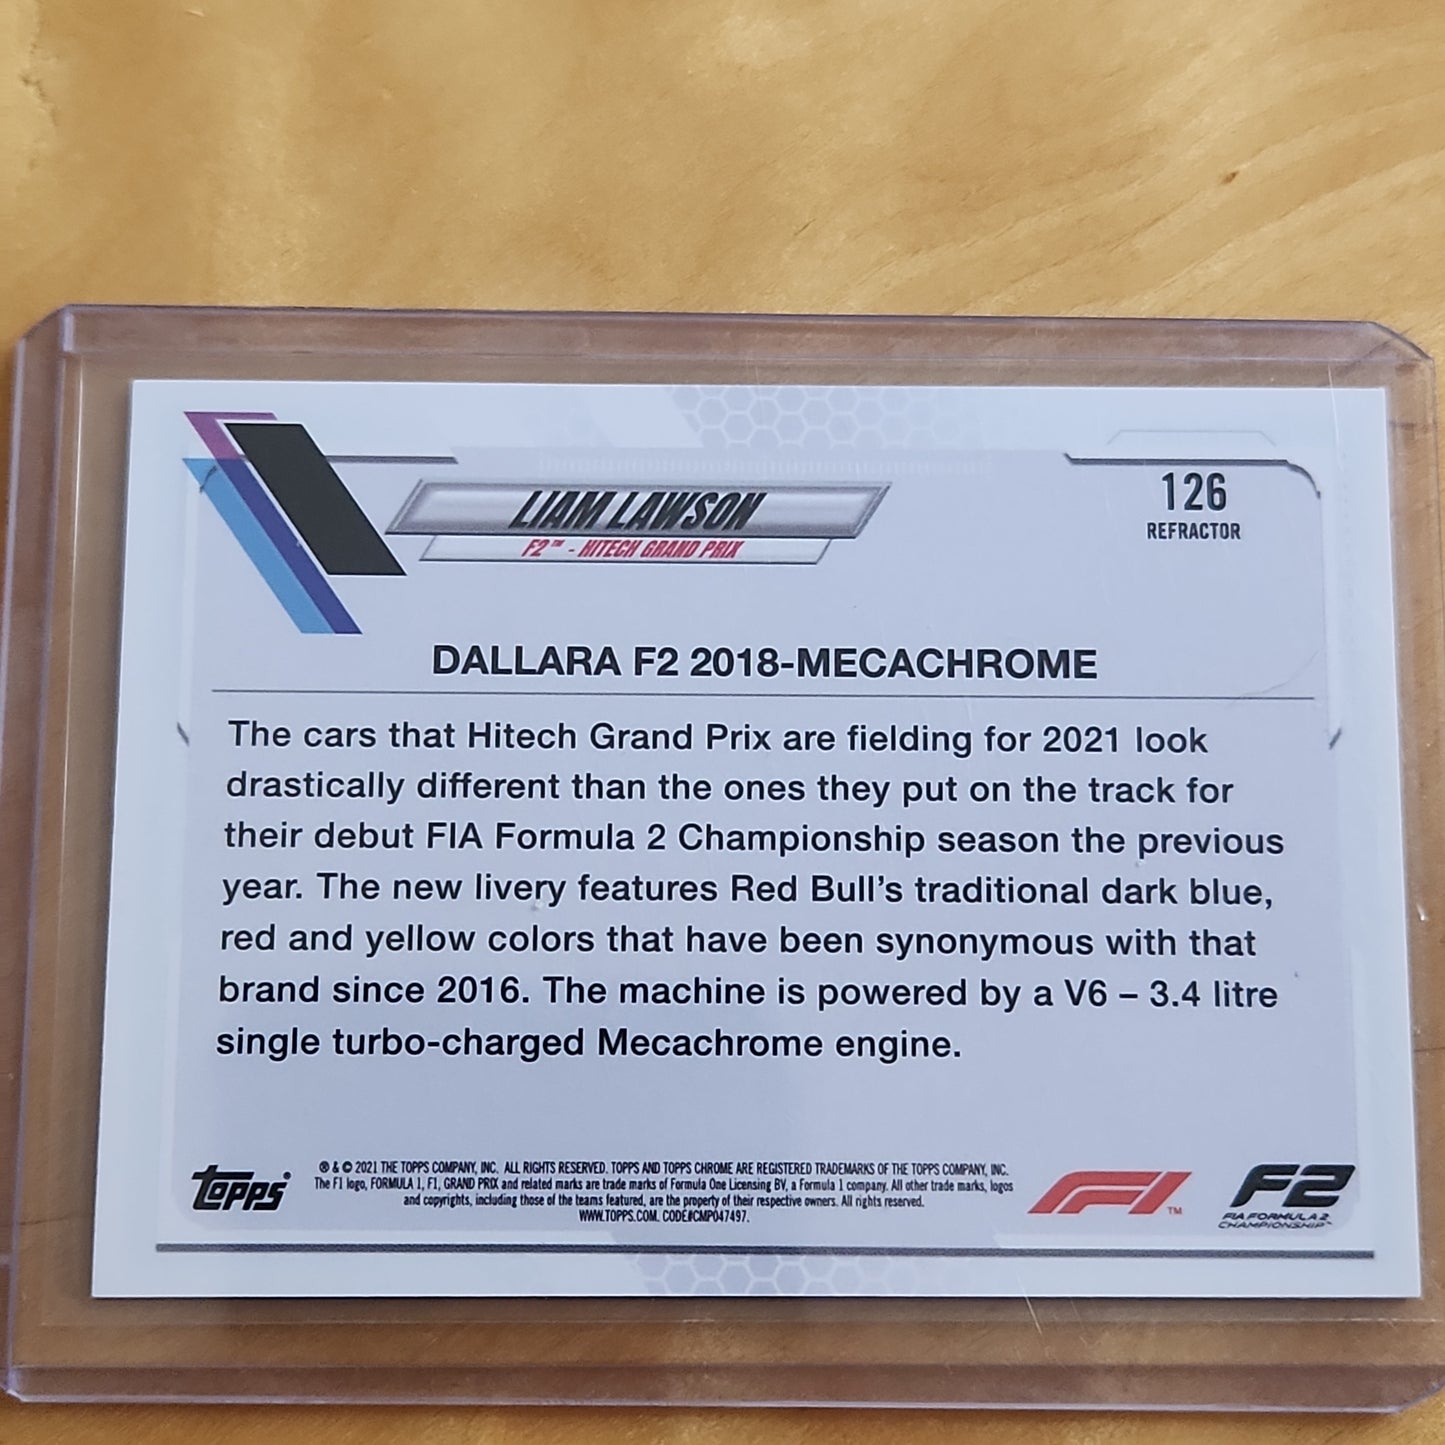 LIAM LAWSON
F2™ - HITECH GRAND PRIX
126
REFRACTOR
DALLARA F2 2018-MECACHROME
The cars that Hitech Grand Prix are fielding for 2021 look
drastically different than the ones they put on the track for
their debut FIA Formula 2 Championship season the previous
year. The new livery features Red Bull's traditional dark blue,
red and yellow colors that have been synonymous with that
brand since 2016. The machine is powered by a V6 – 3.4 litre
single turbo-charged Mecachrome engine.
topps®
® & © 2021 THE TOPPS COMPANY, INC. ALL RIGHTS RESERVED. TOPPS AND TOPPS CHROME ARE REGISTERED TRADEMARKS OF THE TOPPS COMPANY, INC.
The F1 logo, FORMULA 1, F1, GRAND PRIX and related marks are trade marks of Formula One Licensing BV, a Formula 1 company. All other trade marks, logos
and copyrights, including those of the teams featured, are the property of their respective owners. All rights reserved.
WWW.TOPPS.COM. CODE#CMP047497.
F1™
F2
FIA FORMULA 2
CHAMPIONSHIP™